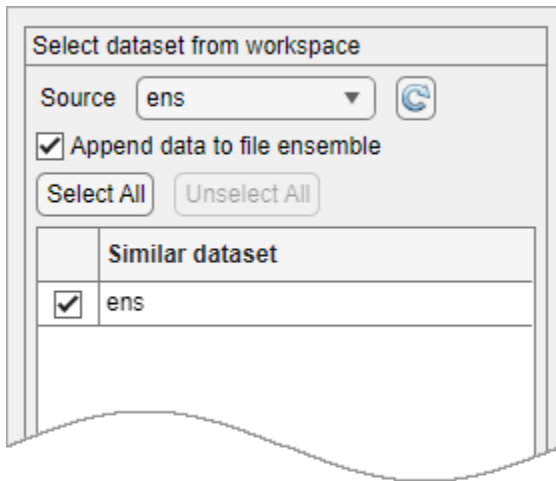 Select dataset from workspace
Source ens
Append data to file ensemble
Select All Unselect All
Similar dataset
ens